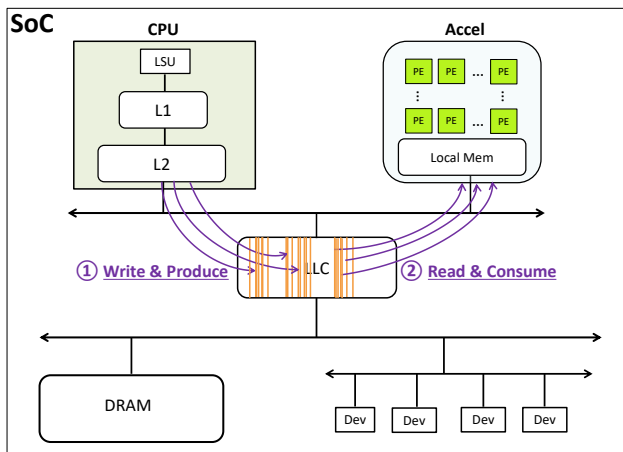 SoC
CPU
Accel
LSU
L1
L2
PE PE ... PE
⋮ ⋮
PE PE ... PE
Local Mem
① Write & Produce
LLC
② Read & Consume
DRAM
Dev Dev Dev Dev